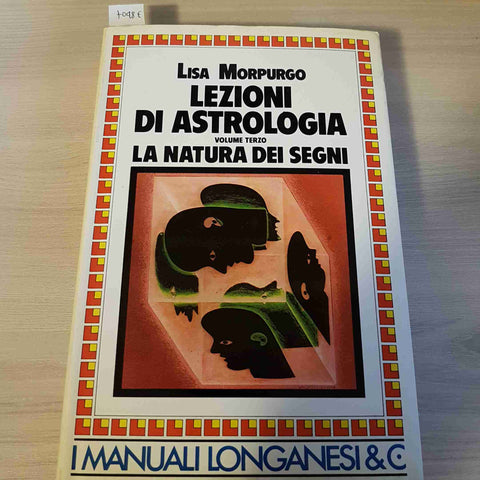 LISA MORPURGO
LEZIONI
DI ASTROLOGIA
VOLUME TERZO
LA NATURA DEI SEGNI
I MANUALI LONGANESI & C.